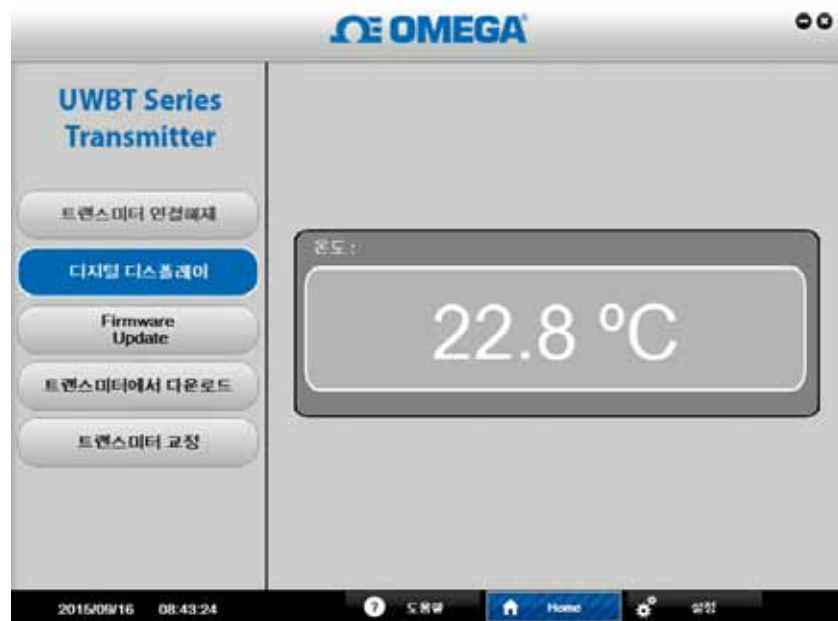 OMEGA
UWBT Series
Transmitter
트랜스미터 연결해제
디지털 디스플레이
Firmware
Update
트랜스미터에서 다운로드
트랜스미터 교정
온도 :
22.8 ºC
2015/09/16 08:43:24
? 도움말
Home
설정